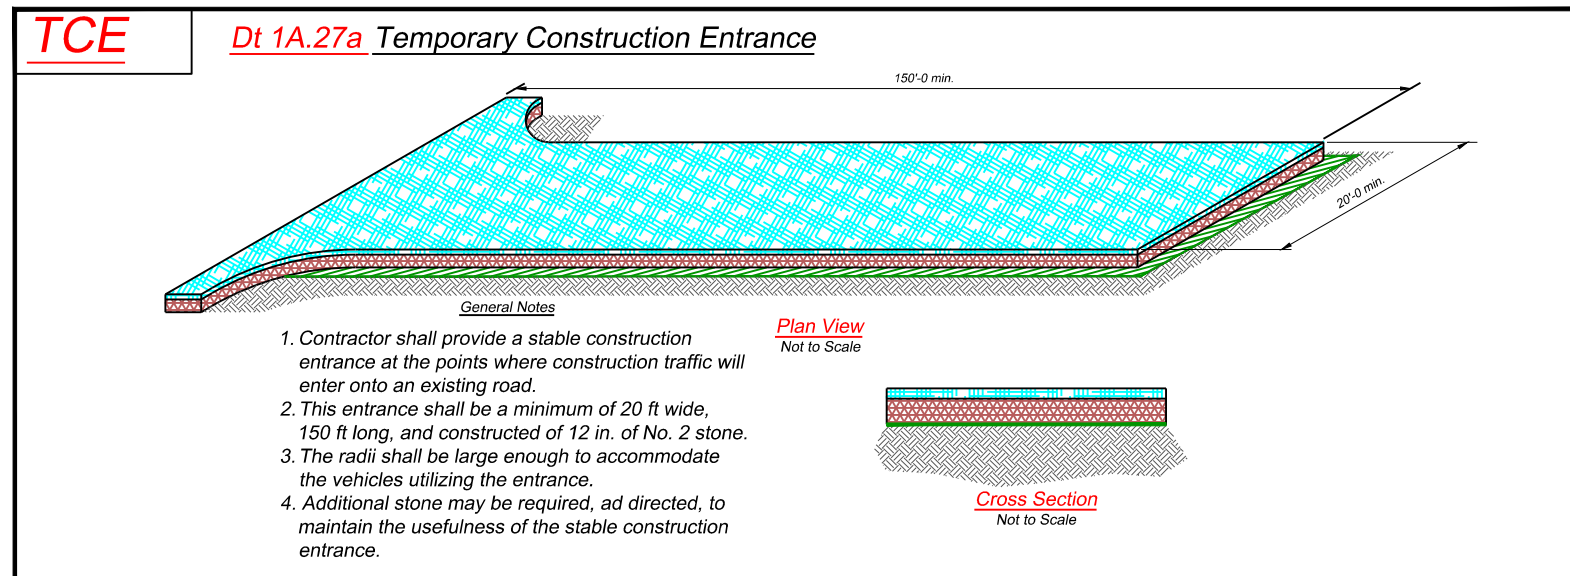 TCE
Dt 1A.27a Temporary Construction Entrance
150'-0 min.
20'-0 min.
General Notes
1. Contractor shall provide a stable construction
entrance at the points where construction traffic will
enter onto an existing road.
2. This entrance shall be a minimum of 20 ft wide,
150 ft long, and constructed of 12 in. of No. 2 stone.
3. The radii shall be large enough to accommodate
the vehicles utilizing the entrance.
4. Additional stone may be required, ad directed, to
maintain the usefulness of the stable construction
entrance.
Plan View
Not to Scale
Cross Section
Not to Scale